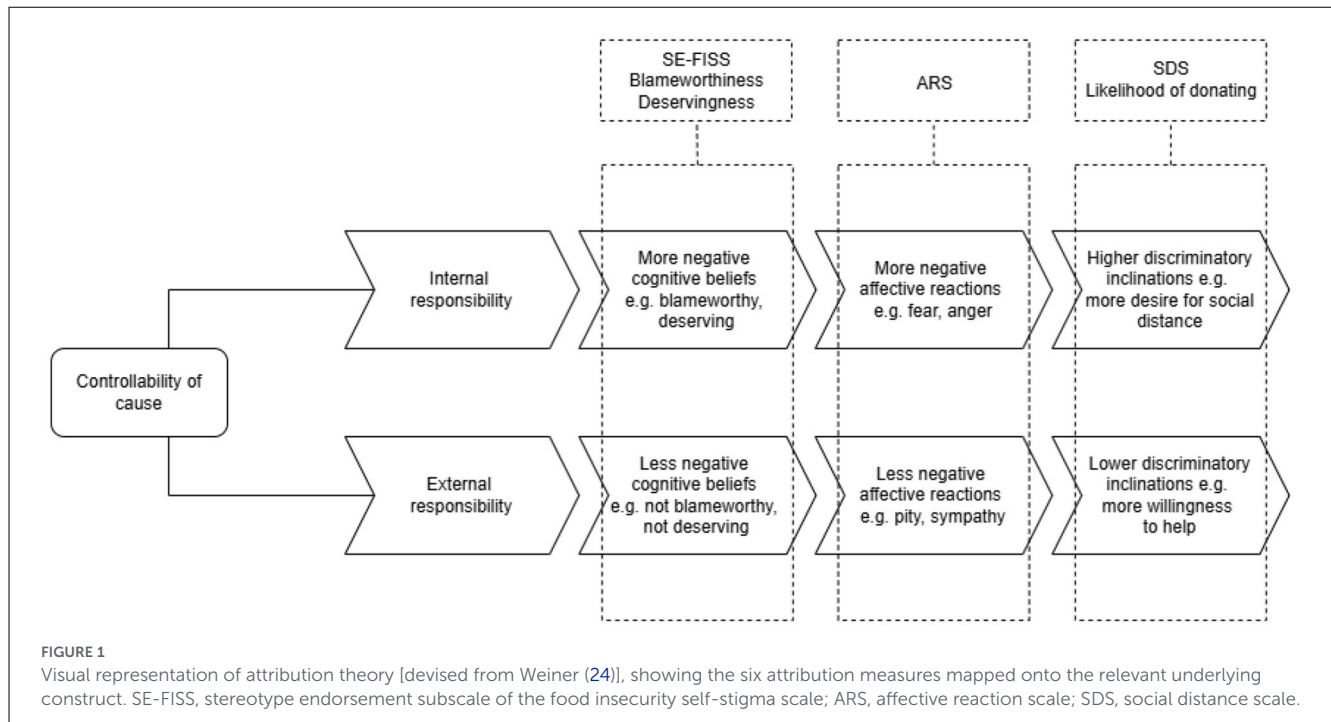 SE-FISS
Blameworthiness
Deservingness
ARS
SDS
Likelihood of donating
Internal
responsibility
More negative
cognitive beliefs
e.g. blameworthy,
deserving
More negative
affective reactions
e.g. fear, anger
Higher discriminatory
inclinations e.g.
more desire for social
distance
Controllability of
cause
External
responsibility
Less negative
cognitive beliefs
e.g. not blameworthy,
not deserving
Less negative
affective reactions
e.g. pity, sympathy
Lower discriminatory
inclinations e.g.
more willingness
to help
FIGURE 1
Visual representation of attribution theory [devised from Weiner (24)], showing the six attribution measures mapped onto the relevant underlying
construct. SE-FISS, stereotype endorsement subscale of the food insecurity self-stigma scale; ARS, affective reaction scale; SDS, social distance scale.